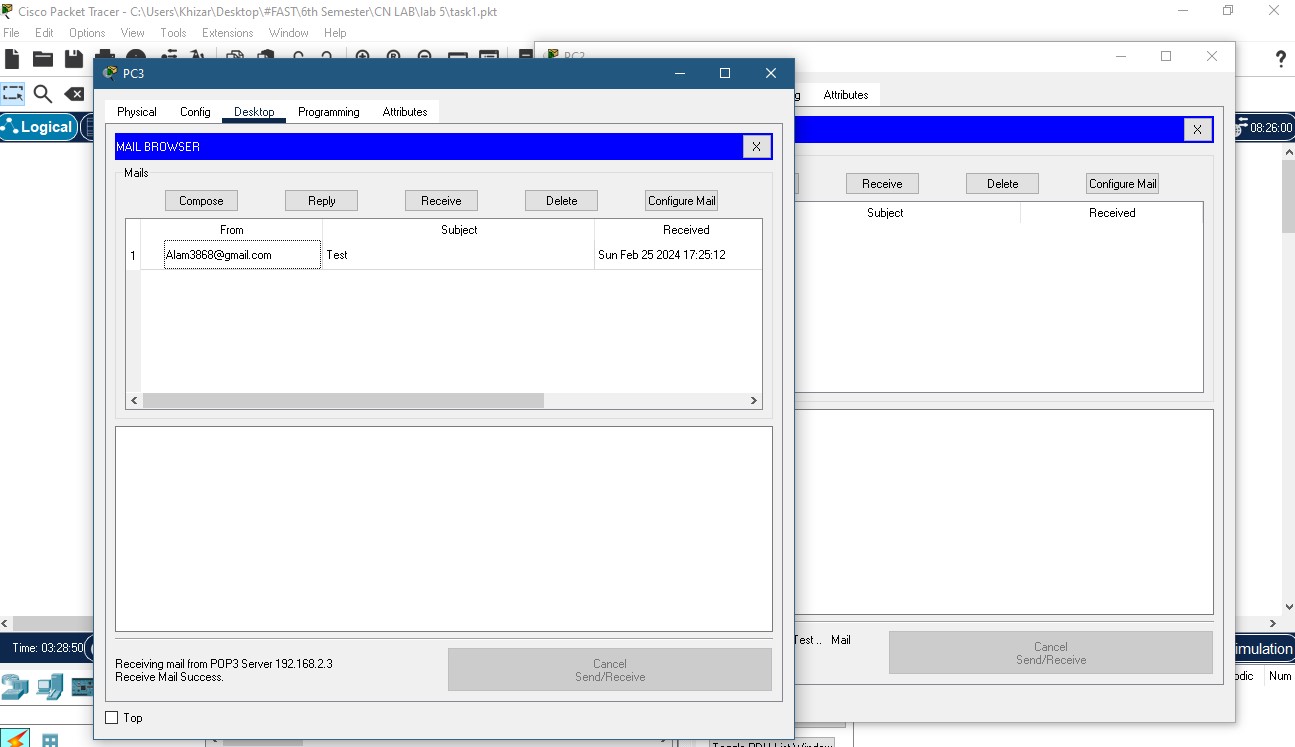 Cisco Packet Tracer - C:\Users\Khizar\Desktop\#FAST\6th Semester\CN LAB\lab 5\task1.pkt
File Edit Options View Tools Extensions Window Help
PC2
?
PC3
Attributes
Physical Config Desktop Programming Attributes
Logical
08:26:00
X
MAIL BROWSER X
Mails
Receive Delete Configure Mail
Compose Reply Receive Delete Configure Mail
Subject Received
From Subject Received
1 Alam3868@gmail.com Test Sun Feb 25 2024 17:25:12
Test .. Mail
Cancel
Send/Receive
Time: 03:28:50
imulation
Receiving mail from POP3 Server 192.168.2.3
Receive Mail Success.
Cancel
Send/Receive
odic Num
Top
Toggle PDU List Window